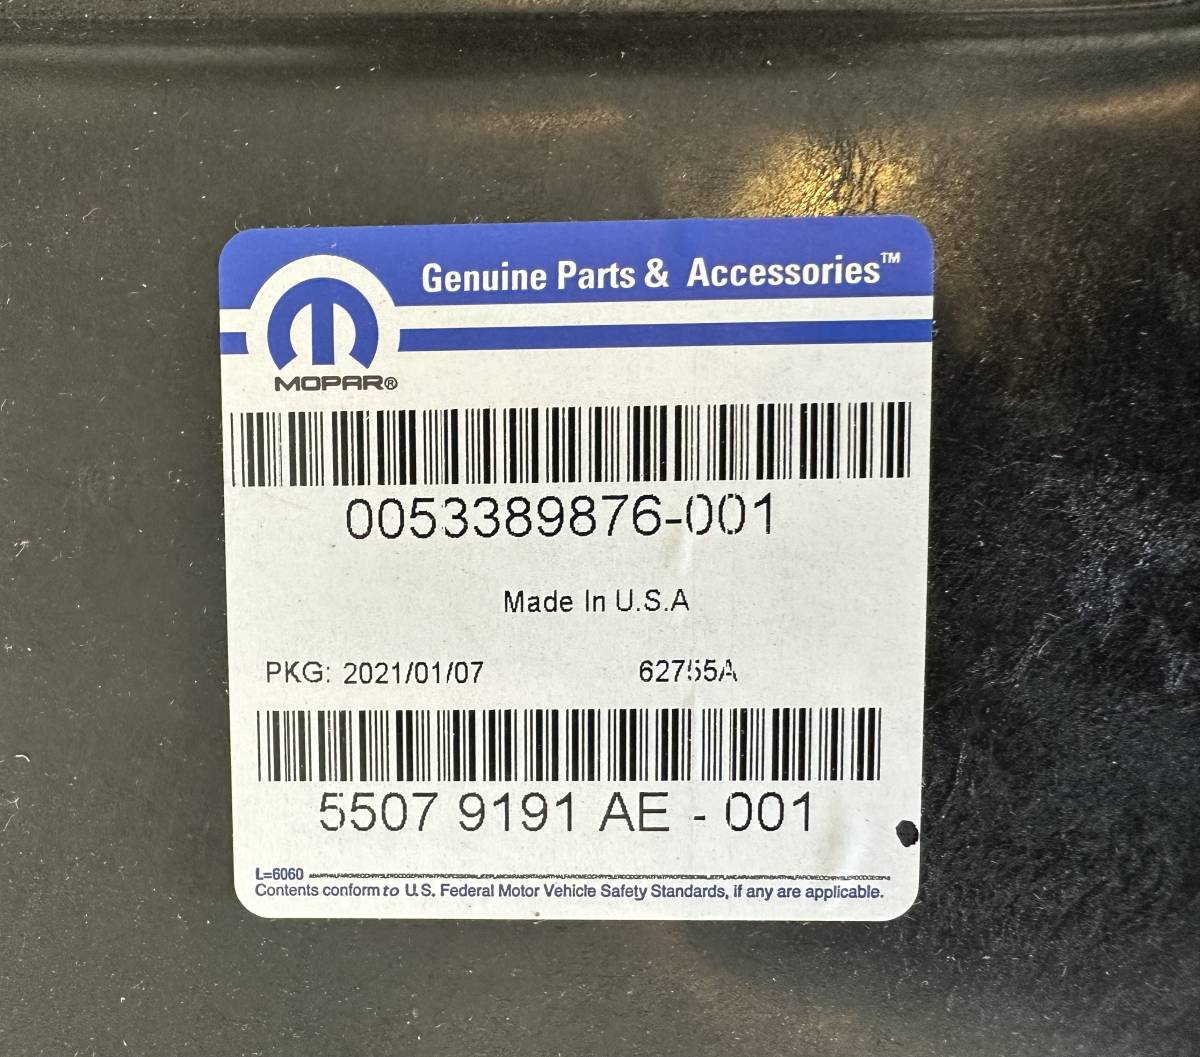 Genuine Parts & Accessories™
MOPAR®
0053389876-001
Made In U.S.A
PKG: 2021/01/07 62755A
5507 9191 AE - 001
L=6060
Contents conform to U.S. Federal Motor Vehicle Safety Standards, if any are applicable.